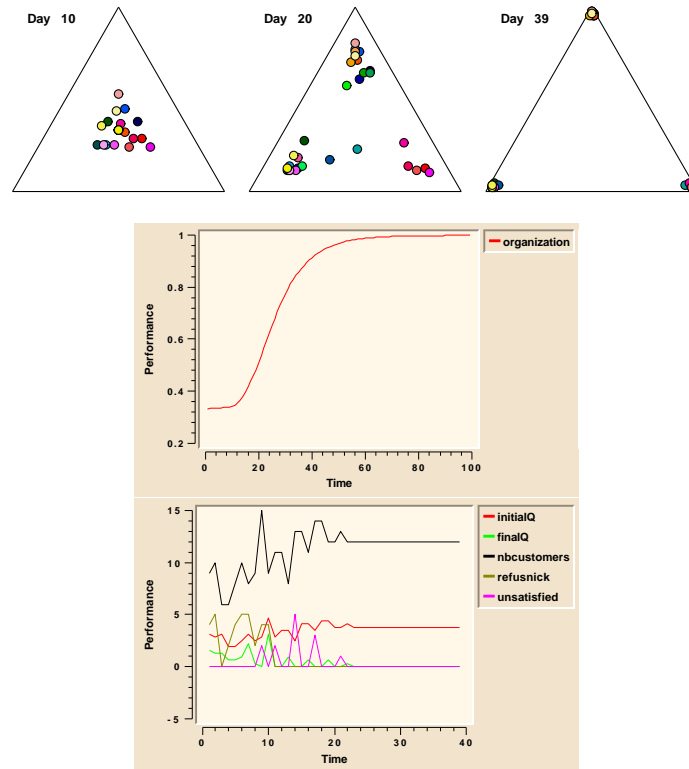 Day 10
Day 20
Day 39
1
0.8
0.6
0.4
0.2
Performance
0 20 40 60 80 100
Time
organization
15
10
5
0
-5
Performance
0 10 20 30 40
Time
initialQ
finalQ
nbcustomers
refusnick
unsatisfied